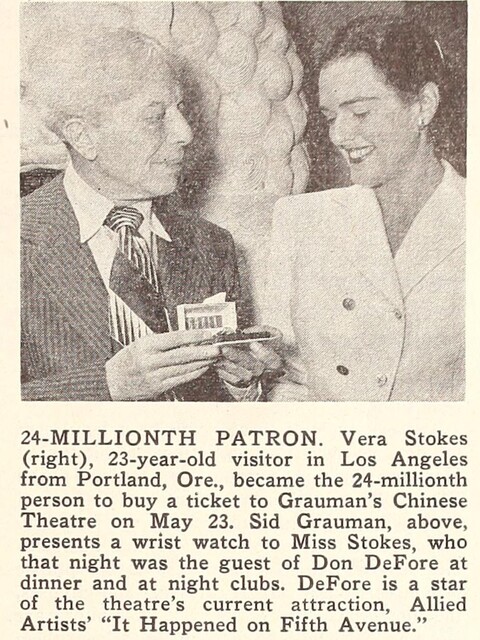 24-MILLIONTH PATRON. Vera Stokes
(right), 23-year-old visitor in Los Angeles
from Portland, Ore., became the 24-millionth
person to buy a ticket to Grauman's Chinese
Theatre on May 23. Sid Grauman, above,
presents a wrist watch to Miss Stokes, who
that night was the guest of Don DeFore at
dinner and at night clubs. DeFore is a star
of the theatre's current attraction, Allied
Artists' "It Happened on Fifth Avenue."